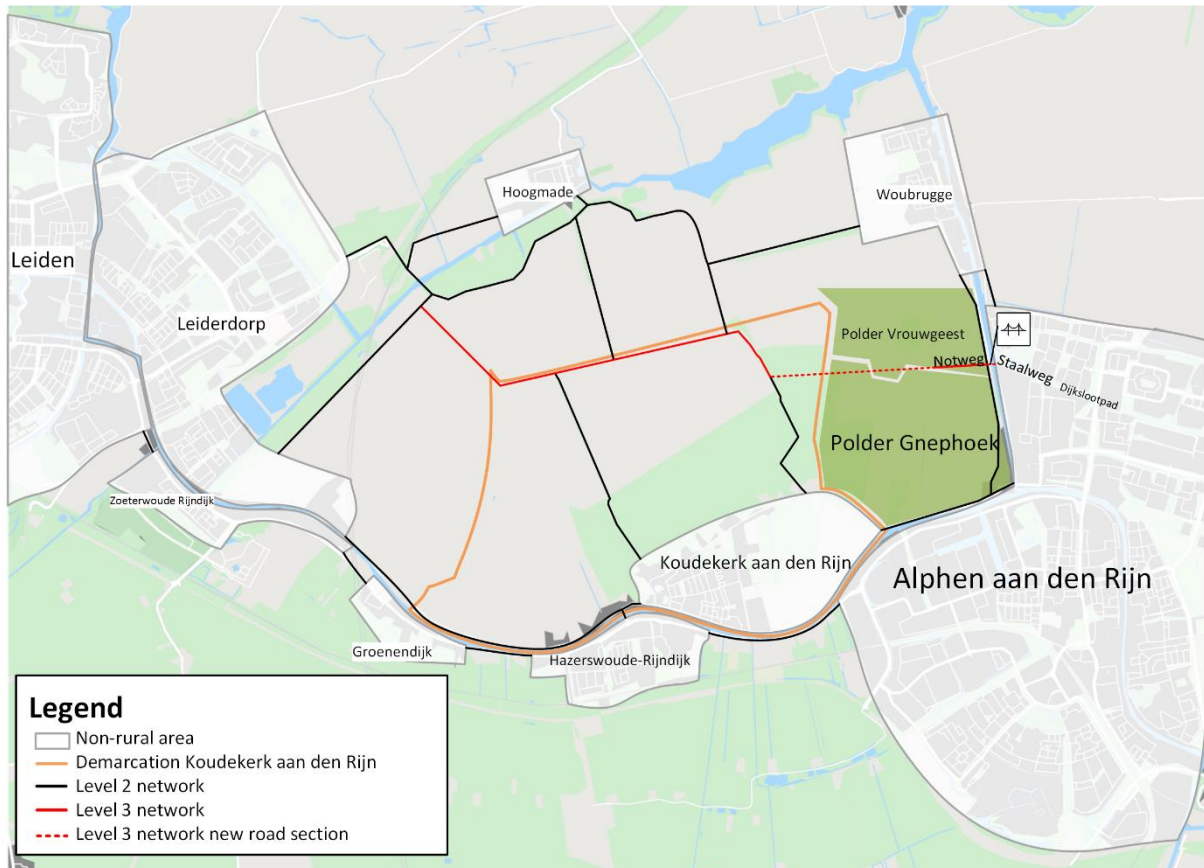 Hoogmade
Woubrugge
Leiden
Leiderdorp
Polder Vrouwgeest
Notweg
Staalweg
Dijkslootpad
Polder Gnephoek
Zoeterwoude Rijndijk
Koudekerk aan den Rijn
Alphen aan den Rijn
Groenendijk
Hazerswoude-Rijndijk
Legend
Non-rural area
Demarcation Koudekerk aan den Rijn
Level 2 network
Level 3 network
Level 3 network new road section